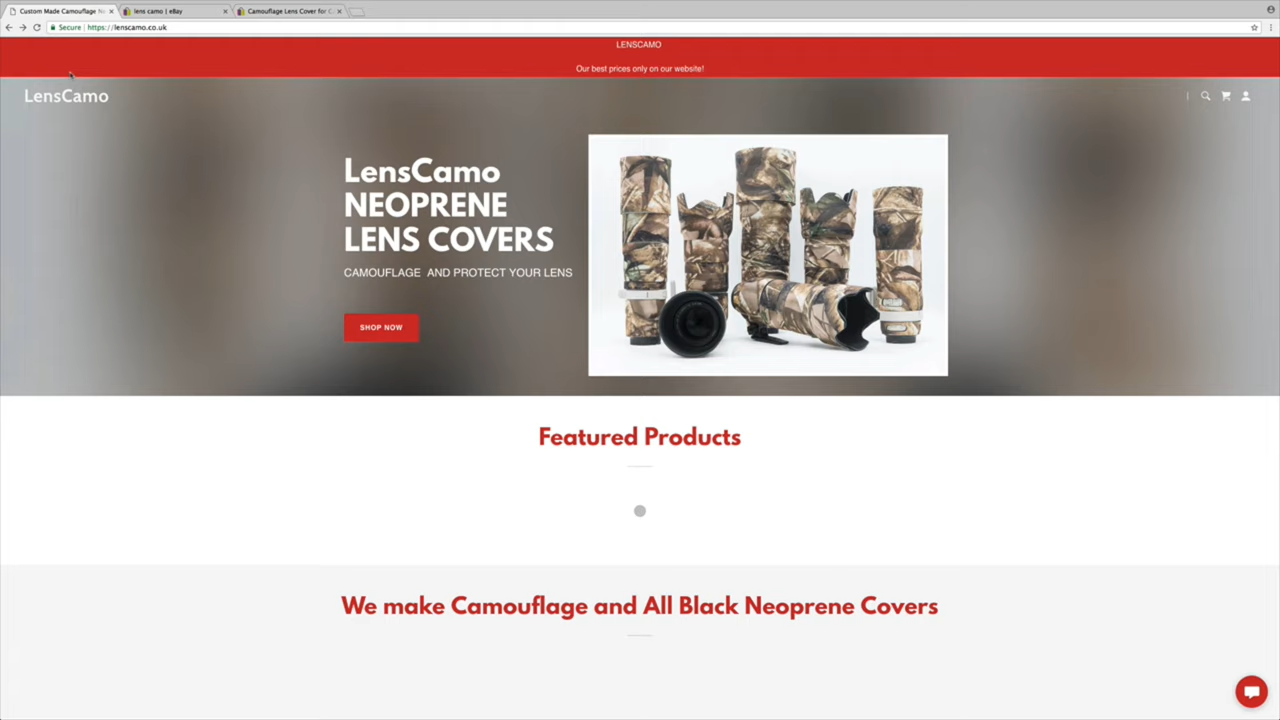 Custom Made Camouflage N
lens camo | eBay
Camouflage Lens Cover for C
Secure
https://lenscamo.co.uk
LENSCAMO
Our best prices only on our website!
LensCamo
LensCamo
NEOPRENE
LENS COVERS
CAMOUFLAGE AND PROTECT YOUR LENS
SHOP NOW
Featured Products
We make Camouflage and All Black Neoprene Covers